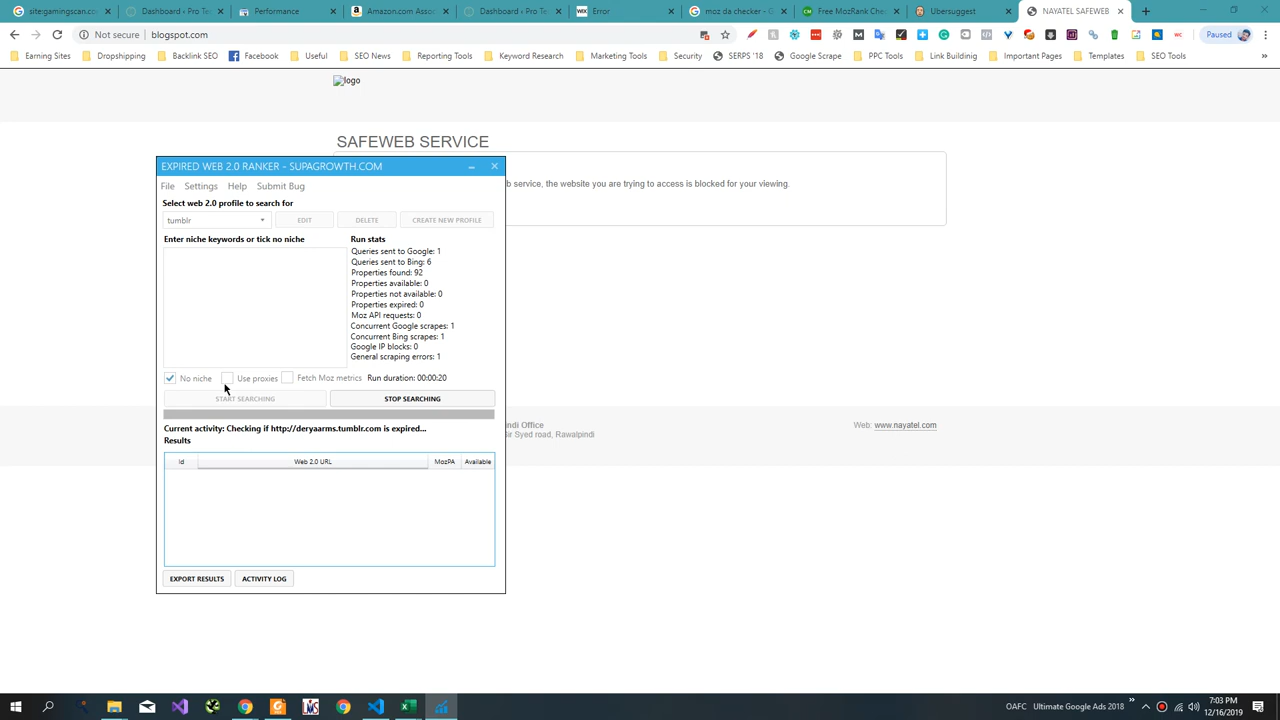 site:gamingscan.co
Expired ‹ Pro Te
Performance
Amazon.com Asso
Dashboard ‹ Pro Te
WIX Error
moz da checker - G
Free MozRank Chec
Ubersuggest
NAYATEL SAFEWEB
Not secure | blogspot.com
Paused
Earning Sites
Dropshipping
Backlink SEO
Facebook
Useful
SEO News
Reporting Tools
Keyword Research
Marketing Tools
Security
SERPS '18
Google Scrape
PPC Tools
Link Buildinig
Important Pages
Templates
SEO Tools
»
logo
SAFEWEB SERVICE
b service, the website you are trying to access is blocked for your viewing.
EXPIRED WEB 2.0 RANKER - SUPAGROWTH.COM
File Settings Help Submit Bug
Select web 2.0 profile to search for
tumblr
EDIT
DELETE
CREATE NEW PROFILE
Enter niche keywords or tick no niche
Run stats
Queries sent to Google: 1
Queries sent to Bing: 6
Properties found: 92
Properties available: 0
Properties not available: 0
Properties expired: 0
Moz API requests: 0
Concurrent Google scrapes: 1
Concurrent Bing scrapes: 1
Google IP blocks: 0
General scraping errors: 1
No niche
Use proxies
Fetch Moz metrics
Run duration: 00:00:20
START SEARCHING
STOP SEARCHING
Current activity: Checking if http://deryaarms.tumblr.com is expired...
Results
Id
Web 2.0 URL
MozPA
Available
EXPORT RESULTS
ACTIVITY LOG
ndi Office
ir Syed road, Rawalpindi
Web: www.nayatel.com
OAFC
Ultimate Google Ads 2018
»
7:03 PM
12/16/2019